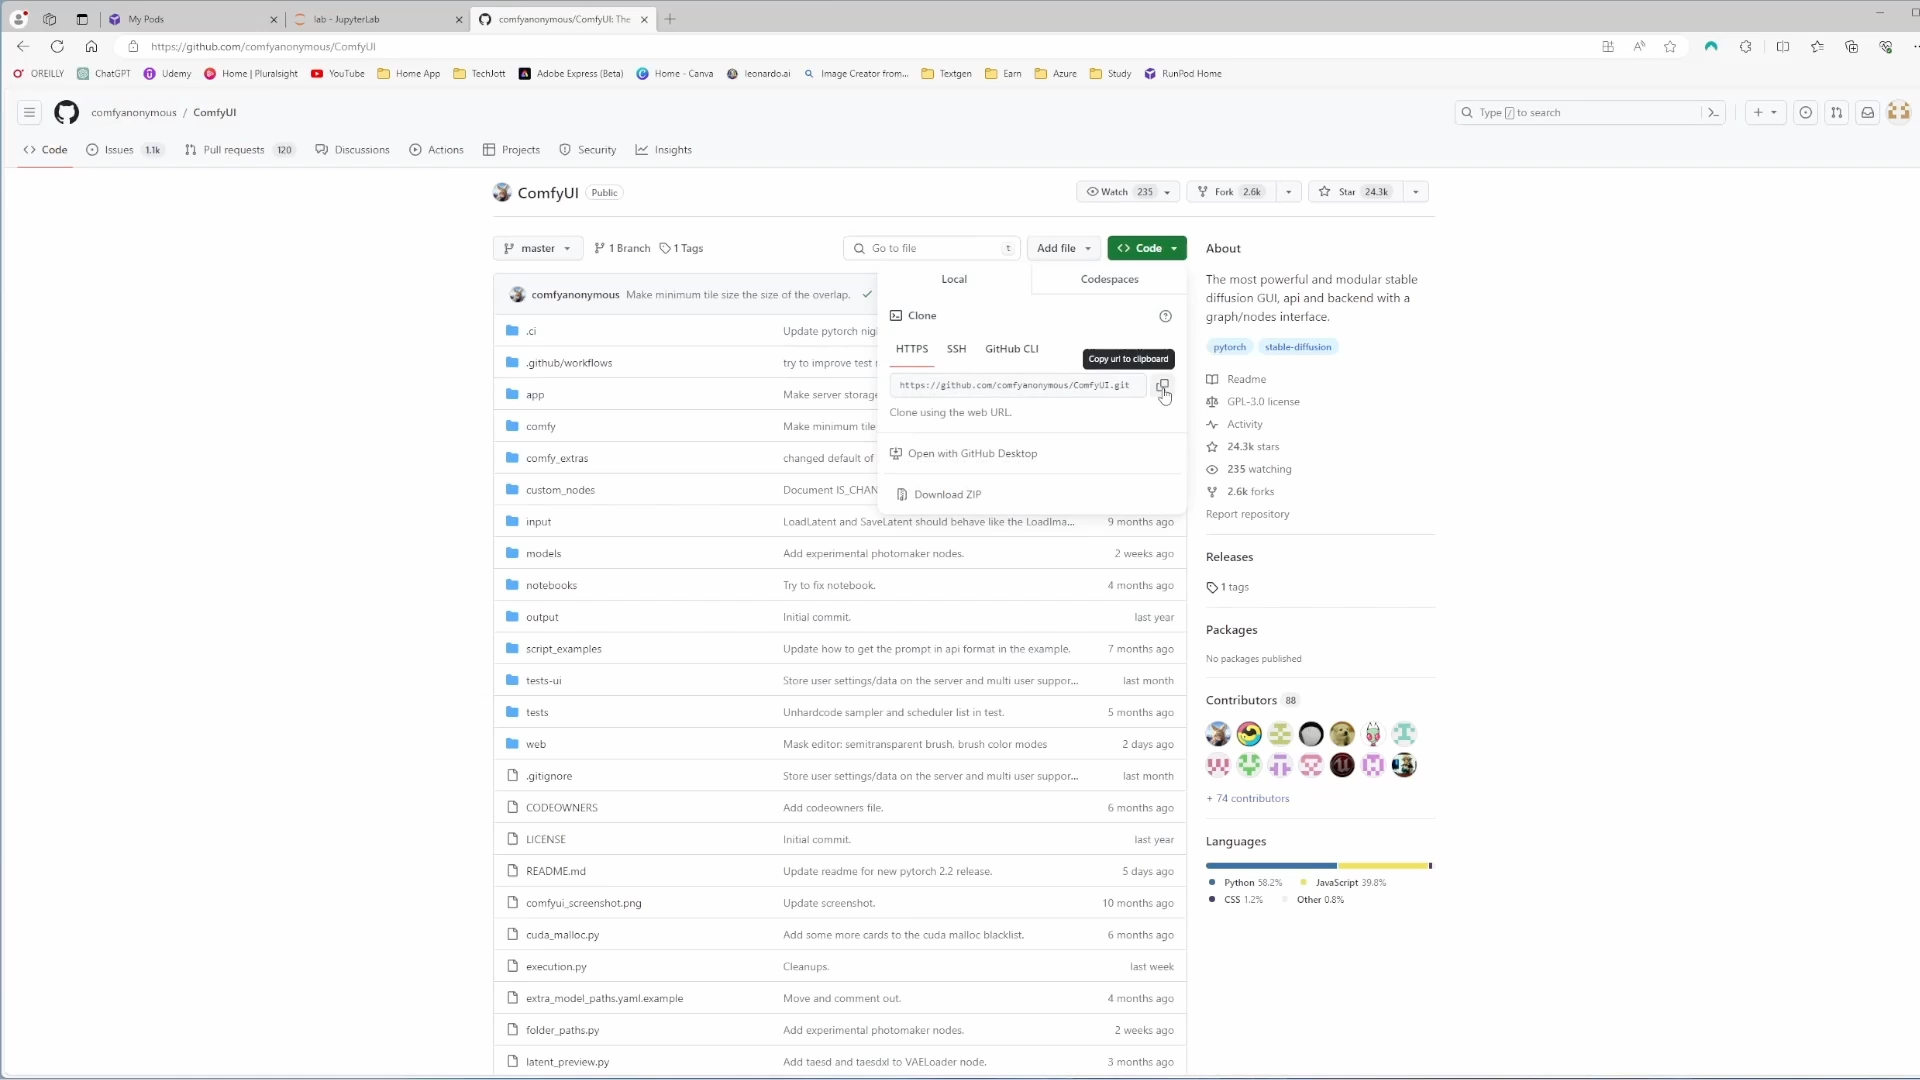 My Pods
lab - JupyterLab
comfyanonymous/ComfyUI: The
https://github.com/comfyanonymous/ComfyUI
OREILLY
ChatGPT
Udemy
Home | Pluralsight
YouTube
Home App
TechJott
Adobe Express (Beta)
Home - Canva
leonardo.ai
Image Creator from...
Textgen
Earn
Azure
Study
RunPod Home
comfyanonymous / ComfyUI
Type / to search
Code
Issues 1.1k
Pull requests 120
Discussions
Actions
Projects
Security
Insights
ComfyUI Public
Watch 235
Fork 2.6k
Star 24.3k
master
1 Branch
1 Tags
Go to file t
Add file
<> Code
Local
Codespaces
Clone
HTTPS
SSH
GitHub CLI
Copy url to clipboard
https://github.com/comfyanonymous/ComfyUI.git
Clone using the web URL.
Open with GitHub Desktop
Download ZIP
comfyanonymous Make minimum tile size the size of the overlap.
.ci Update pytorch nig
.github/workflows try to improve test r
app Make server storage
comfy Make minimum tile
comfy_extras changed default of
custom_nodes Document IS_CHAN
input LoadLatent and SaveLatent should behave like the LoadIma... 9 months ago
models Add experimental photomaker nodes. 2 weeks ago
notebooks Try to fix notebook. 4 months ago
output Initial commit. last year
script_examples Update how to get the prompt in api format in the example. 7 months ago
tests-ui Store user settings/data on the server and multi user suppor... last month
tests Unhardcode sampler and scheduler list in test. 5 months ago
web Mask editor: semitransparent brush, brush color modes 2 days ago
.gitignore Store user settings/data on the server and multi user suppor... last month
CODEOWNERS Add codeowners file. 6 months ago
LICENSE Initial commit. last year
README.md Update readme for new pytorch 2.2 release. 5 days ago
comfyui_screenshot.png Update screenshot. 10 months ago
cuda_malloc.py Add some more cards to the cuda malloc blacklist. 6 months ago
execution.py Cleanups. last week
extra_model_paths.yaml.example Move and comment out. 4 months ago
folder_paths.py Add experimental photomaker nodes. 2 weeks ago
latent_preview.py Add taesd and taesdxl to VAELoader node. 3 months ago
About
The most powerful and modular stable
diffusion GUI, api and backend with a
graph/nodes interface.
pytorch stable-diffusion
Readme
GPL-3.0 license
Activity
24.3k stars
235 watching
2.6k forks
Report repository
Releases
1 tags
Packages
No packages published
Contributors 88
+ 74 contributors
Languages
Python 58.2% JavaScript 39.8%
CSS 1.2% Other 0.8%